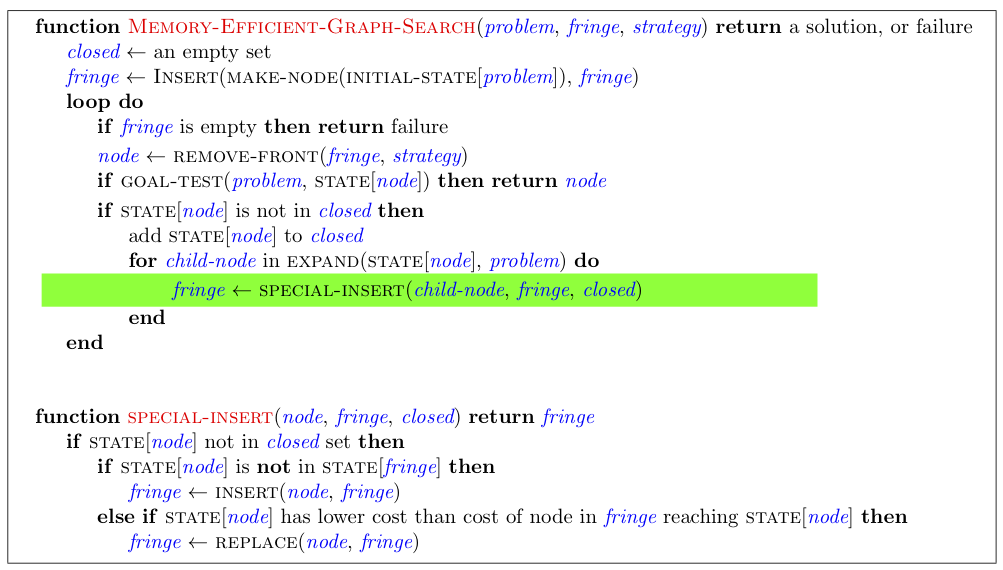 function Memory-Efficient-Graph-Search(problem, fringe, strategy) return a solution, or failure
closed ← an empty set
fringe ← Insert(make-node(initial-state[problem]), fringe)
loop do
if fringe is empty then return failure
node ← remove-front(fringe, strategy)
if goal-test(problem, state[node]) then return node
if state[node] is not in closed then
add state[node] to closed
for child-node in expand(state[node], problem) do
fringe ← special-insert(child-node, fringe, closed)
end
end
function special-insert(node, fringe, closed) return fringe
if state[node] not in closed set then
if state[node] is not in state[fringe] then
fringe ← insert(node, fringe)
else if state[node] has lower cost than cost of node in fringe reaching state[node] then
fringe ← replace(node, fringe)